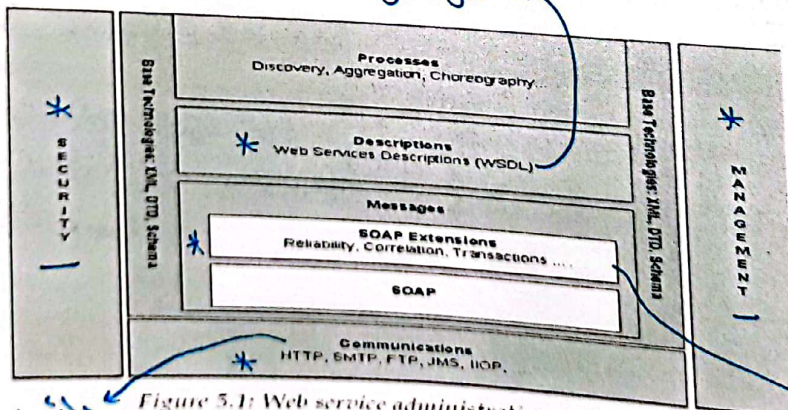 Processes
Discovery, Aggregation, Choreography...
Descriptions
Web Services Descriptions (WSDL)
Messages
SOAP Extensions
Reliability, Correlation, Transactions ....
SOAP
Communications
HTTP, SMTP, FTP, JMS, IIOP,
SECURITY
Base Technologies: XML, DTD, Schema
Base Technologies: XML, DTD, Schema
MANAGEMENT
Figure 5.1: Web service